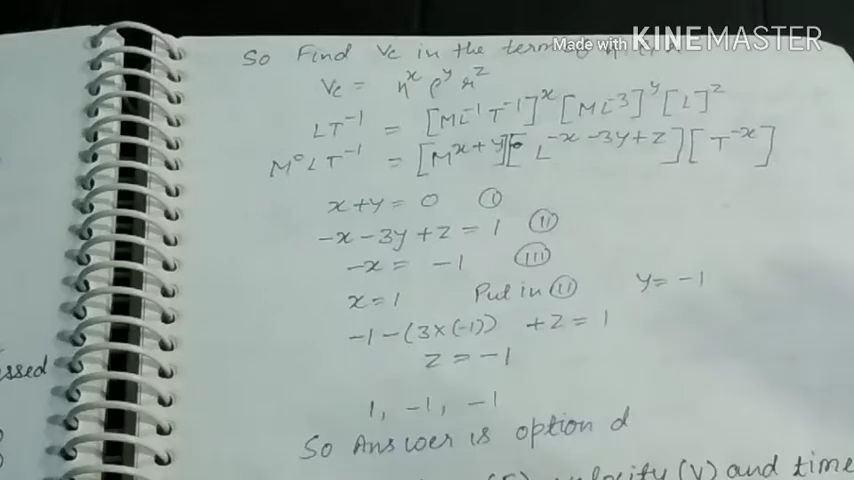 So Find Vc in the terms of η
Made with KINEMASTER
Vc = η^x ρ^y r^z
LT⁻¹ = [ML⁻¹T⁻¹]^x [ML⁻³]^y [L]^z
M⁰LT⁻¹ = [M^x+y][L^-x-3y+z][T^-x]
x+y = 0 (I)
-x-3y+z = 1 (II)
-x = -1 (III)
x = 1 Put in (II) y = -1
-1-(3×(-1)) +z = 1
z = -1
1, -1, -1
So Answer is option d
ssed
velocity (V) and time